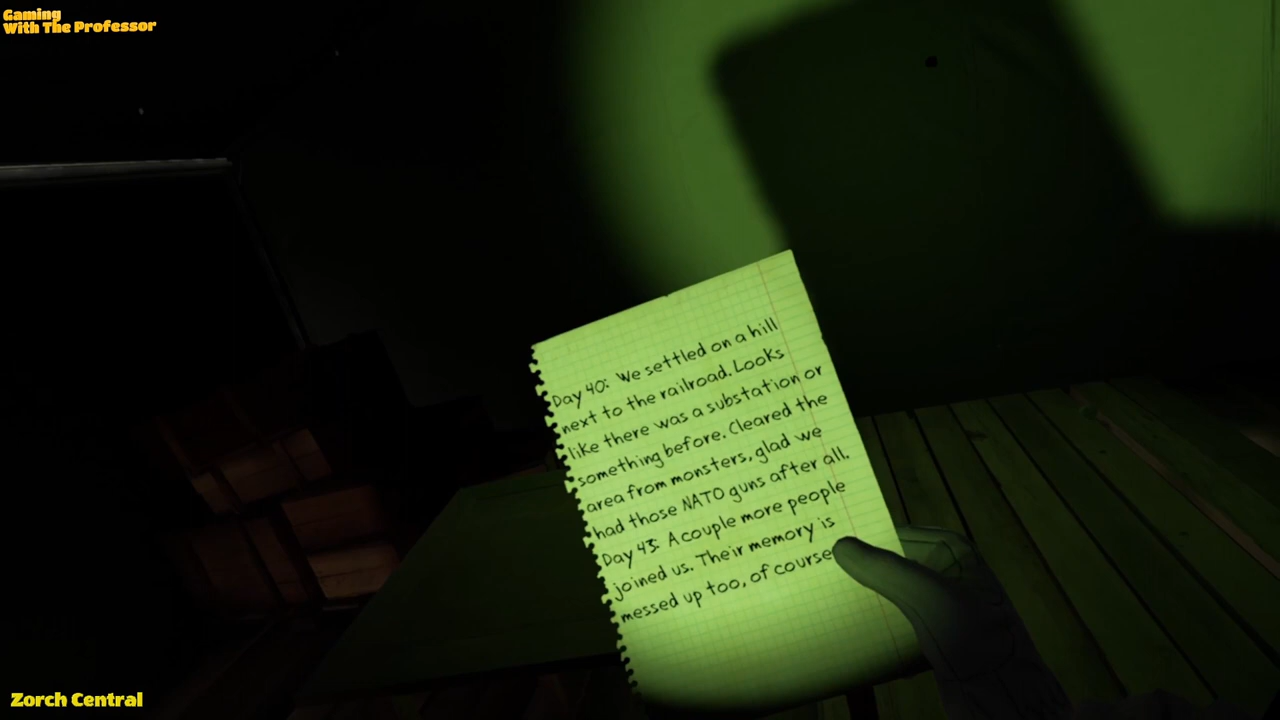 Gaming
With The Professor
Day 40: We settled on a hill
next to the railroad. Looks
like there was a substation or
something before. Cleared the
area from monsters, glad we
had those NATO guns after all.
Day 43: A couple more people
joined us. Their memory is
messed up too, of course
Zorch Central